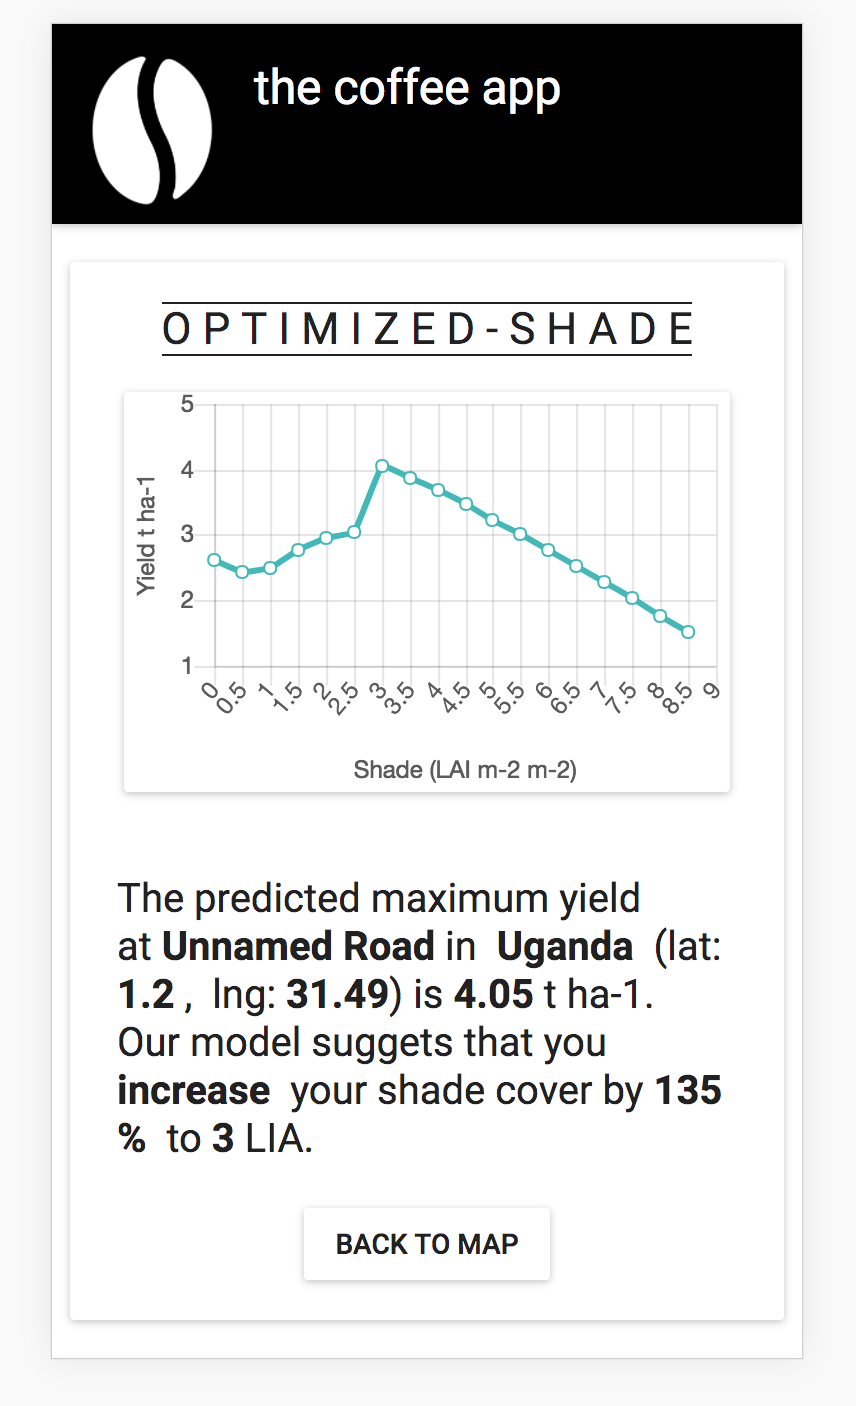 the coffee app
OPTIMIZED-SHADE
5
4
3
2
1
Yield t ha-1
0 0.5 1 1.5 2 2.5 3 3.5 4 4.5 5 5.5 6 6.5 7 7.5 8 8.5 9
Shade (LAI m-2 m-2)
The predicted maximum yield
at Unnamed Road in Uganda (lat:
1.2 , lng: 31.49) is 4.05 t ha-1.
Our model suggets that you
increase your shade cover by 135
% to 3 LIA.
BACK TO MAP